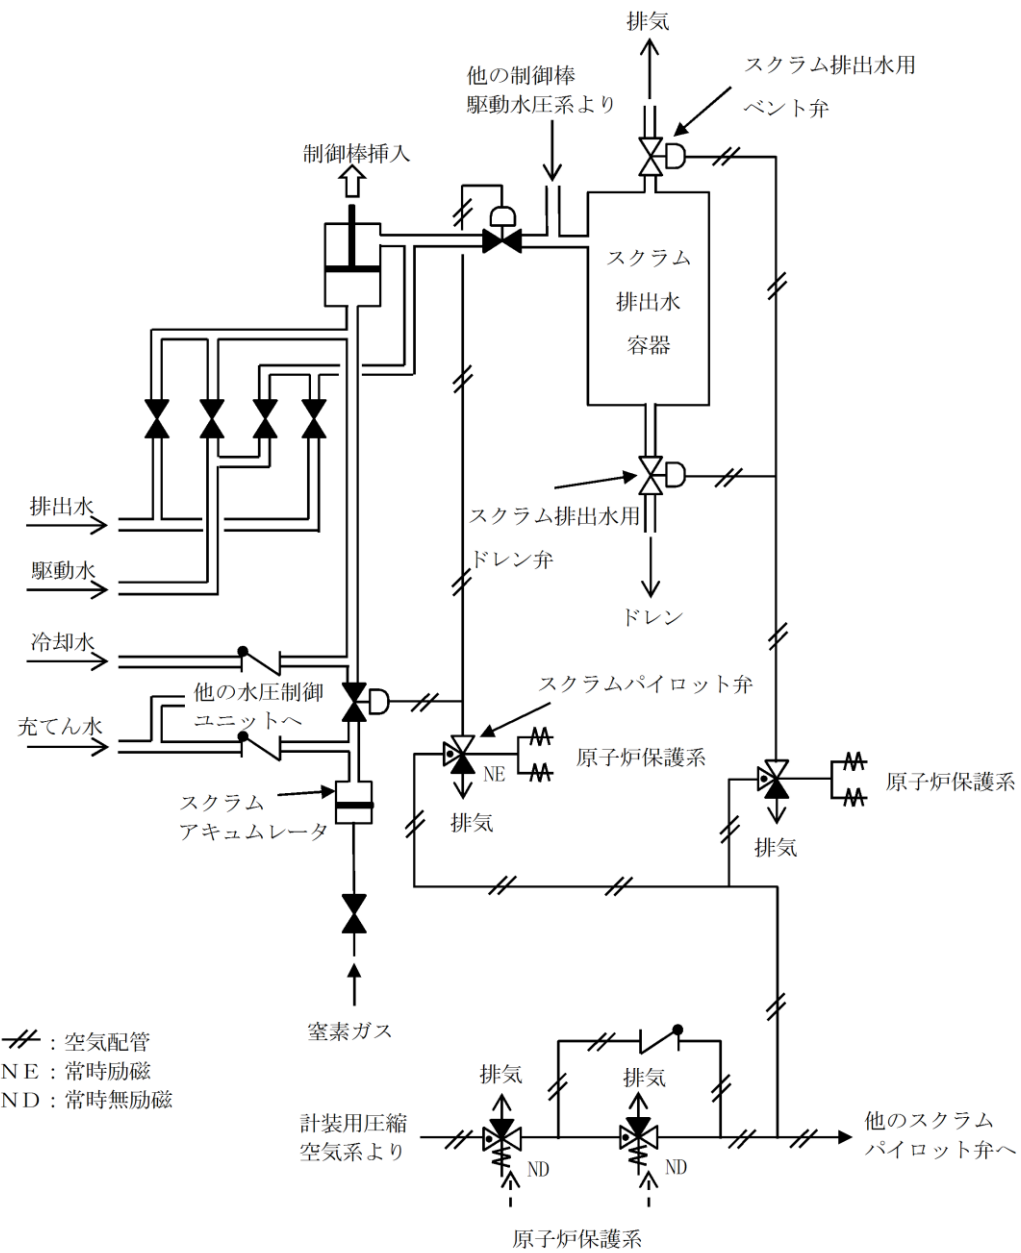 排気
スクラム排出水用
ベント弁
他の制御棒
駆動水圧系より
制御棒挿入
スクラム
排出水
容器
排出水
スクラム排出水用
ドレン弁
駆動水
ドレン
冷却水
他の水圧制御
ユニットへ
スクラムパイロット弁
充てん水
NE
原子炉保護系
原子炉保護系
スクラム
アキュムレータ
排気
排気
窒素ガス
:空気配管
NE:常時励磁
ND:常時無励磁
排気
排気
計装用圧縮
空気系より
ND
ND
他のスクラム
パイロット弁へ
原子炉保護系